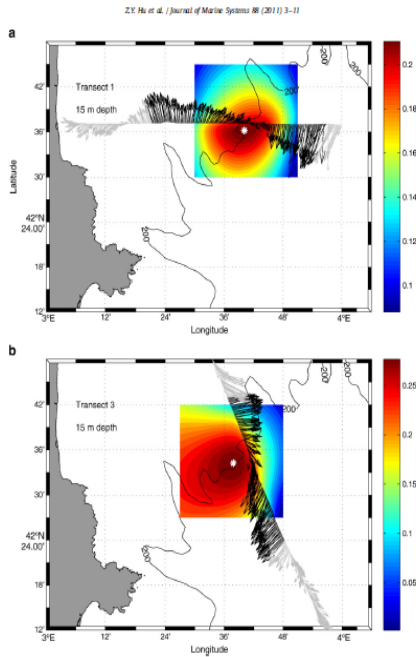 Z.Y. Hu et al. / Journal of Marine Systems 88 (2011) 3–11
a
Transect 1
15 m depth
200
200
200
42'
36'
30'
42°N
24.00'
18'
12'
Latitude
3°E
12'
24'
36'
48'
4°E
Longitude
0.2
0.18
0.16
0.14
0.12
0.1
b
Transect 3
15 m depth
200
200
200
200
42'
36'
30'
42°N
24.00'
18'
12'
3°E
12'
24'
36'
48'
4°E
Longitude
0.25
0.2
0.15
0.1
0.05